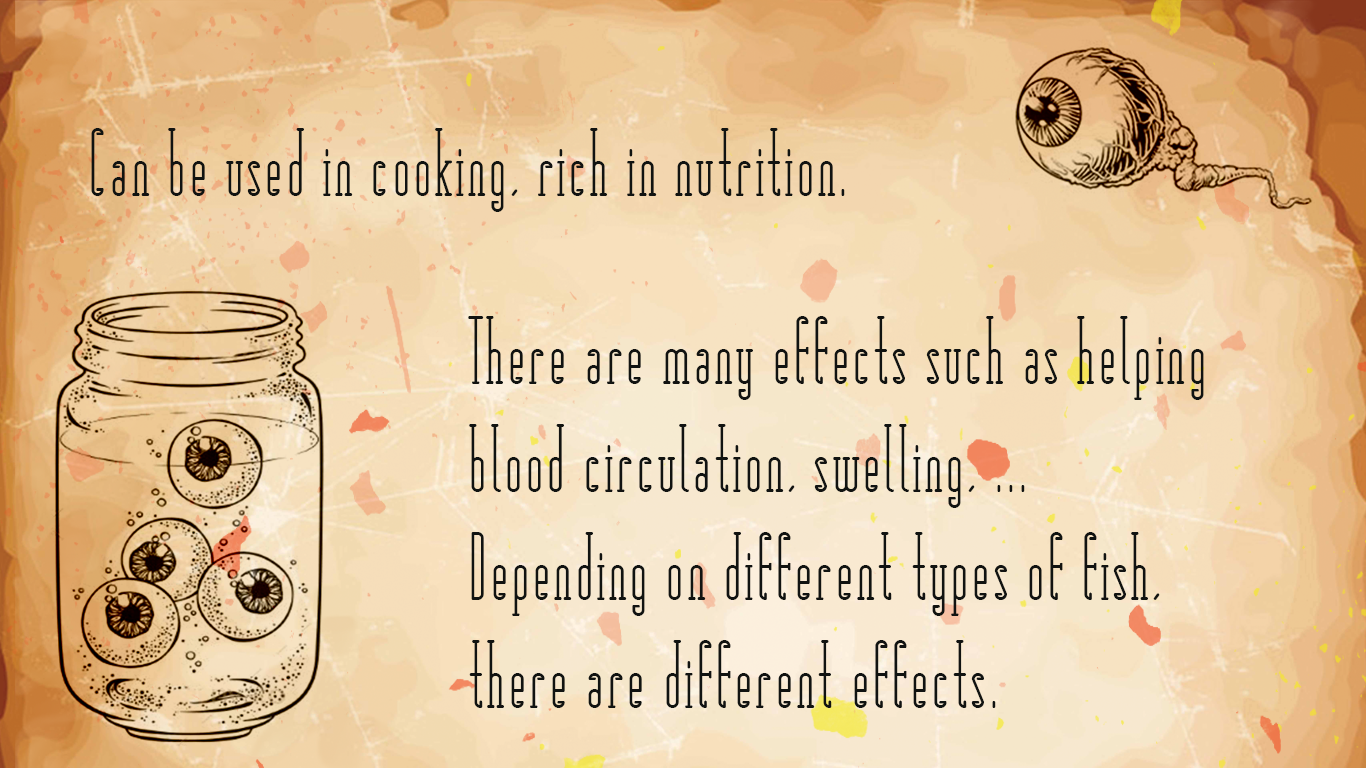 Can be used in cooking, rich in nutrition.
There are many effects such as helping
blood circulation, swelling, ...
Depending on different types of fish,
there are different effects.